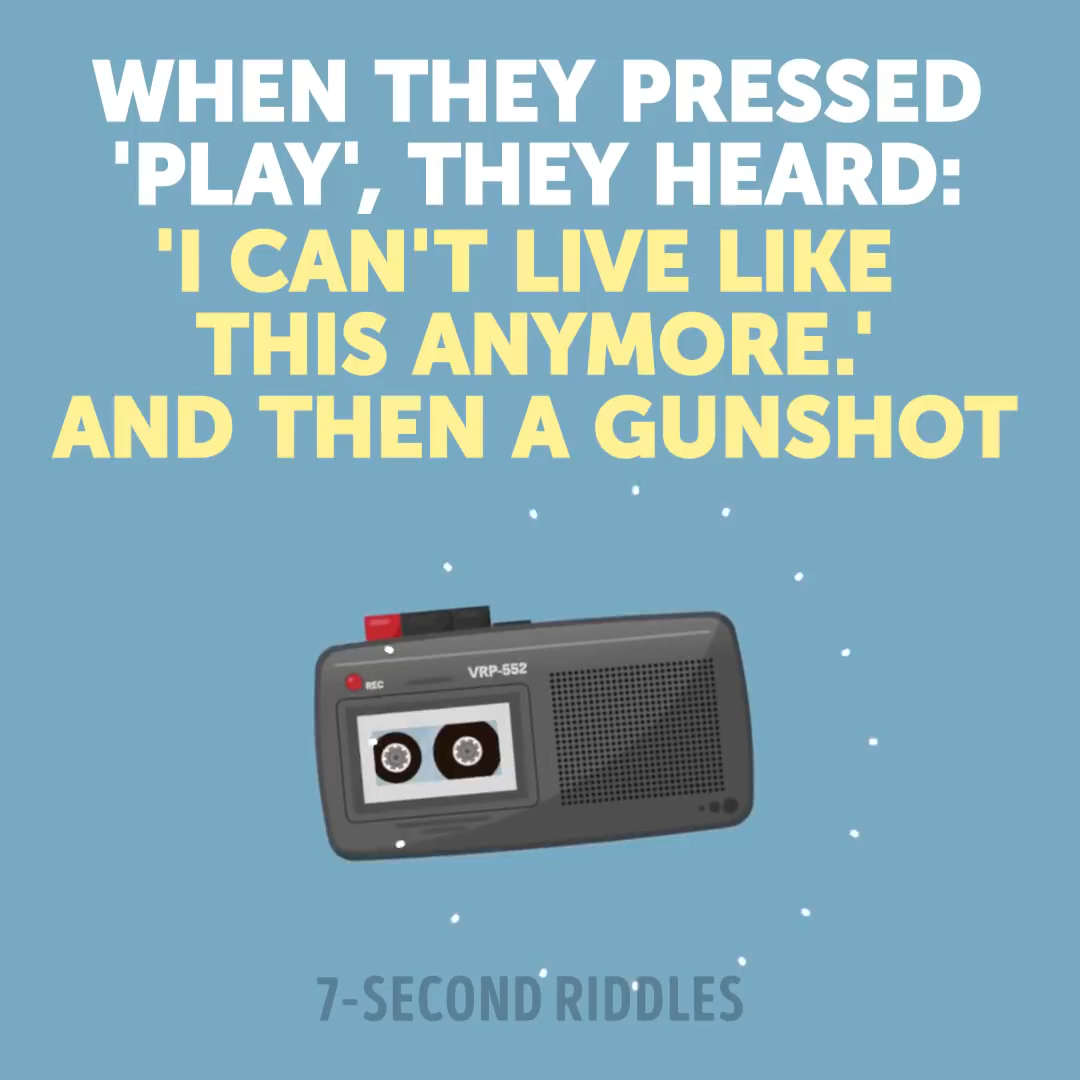 WHEN THEY PRESSED
'PLAY', THEY HEARD:
'I CAN'T LIVE LIKE
THIS ANYMORE.'
AND THEN A GUNSHOT
VRP-552
REC
7-SECOND RIDDLES